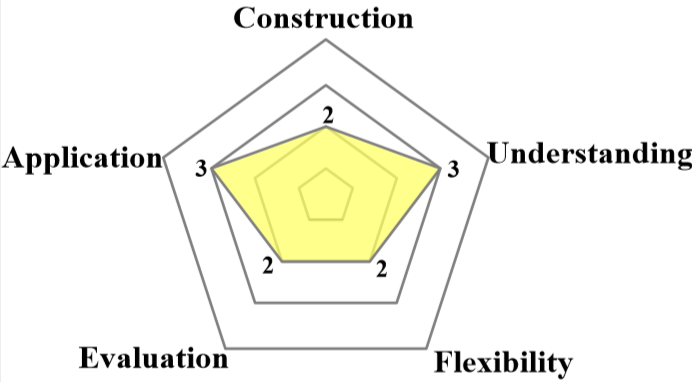 Construction
2
Application
3
3
Understanding
2
2
Evaluation
Flexibility